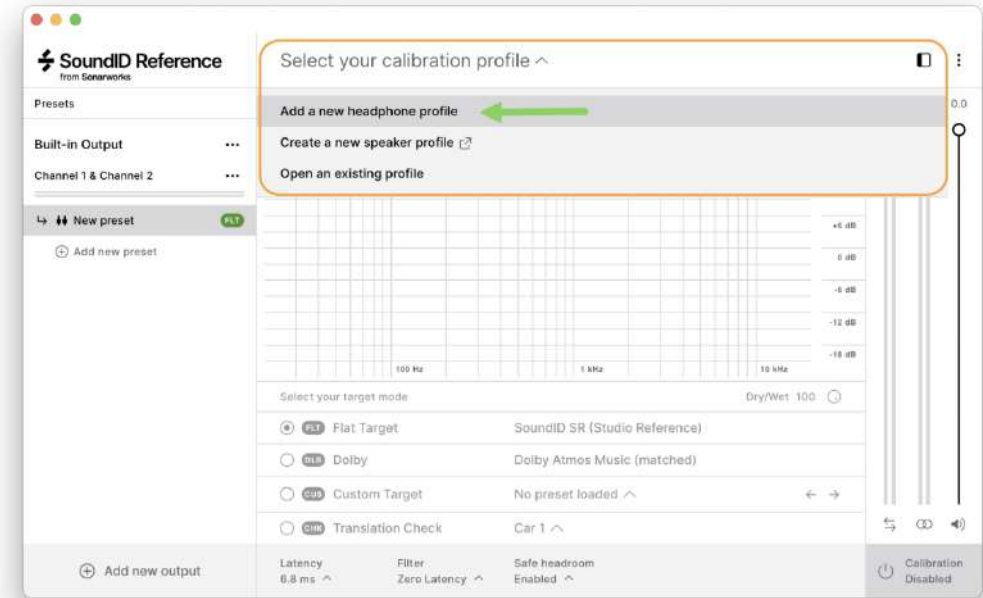 SoundID Reference
from Sonarworks
Select your calibration profile
Presets
Add a new headphone profile
0.0
Built-in Output
Create a new speaker profile
Channel 1 & Channel 2
Open an existing profile
New preset
FLT
+6 dB
Add new preset
0 dB
-6 dB
-12 dB
-18 dB
100 Hz
1 kHz
10 kHz
Select your target mode
Dry/Wet 100
FLT Flat Target
SoundID SR (Studio Reference)
DLB Dolby
Dolby Atmos Music (matched)
CUS Custom Target
No preset loaded
CHK Translation Check
Car 1
Add new output
Latency
6.8 ms
Filter
Zero Latency
Safe headroom
Enabled
Calibration
Disabled